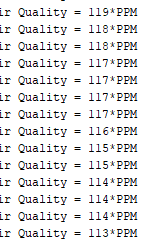 ir Quality = 119*PPM
ir Quality = 118*PPM
ir Quality = 118*PPM
ir Quality = 117*PPM
ir Quality = 117*PPM
ir Quality = 117*PPM
ir Quality = 117*PPM
ir Quality = 116*PPM
ir Quality = 115*PPM
ir Quality = 115*PPM
ir Quality = 114*PPM
ir Quality = 114*PPM
ir Quality = 114*PPM
ir Quality = 113*PPM